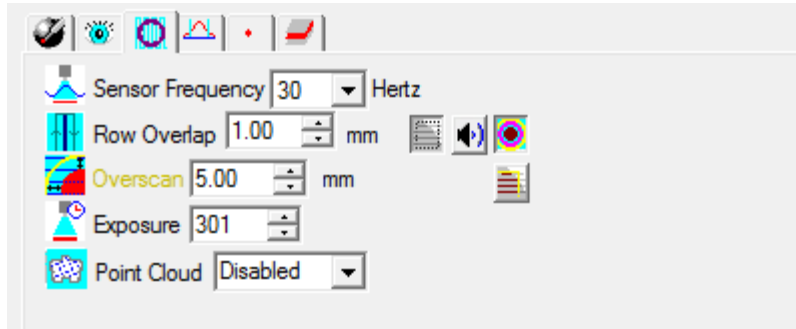 Sensor Frequency 30 Hertz
Row Overlap 1.00 mm
Overscan 5.00 mm
Exposure 301
Point Cloud Disabled